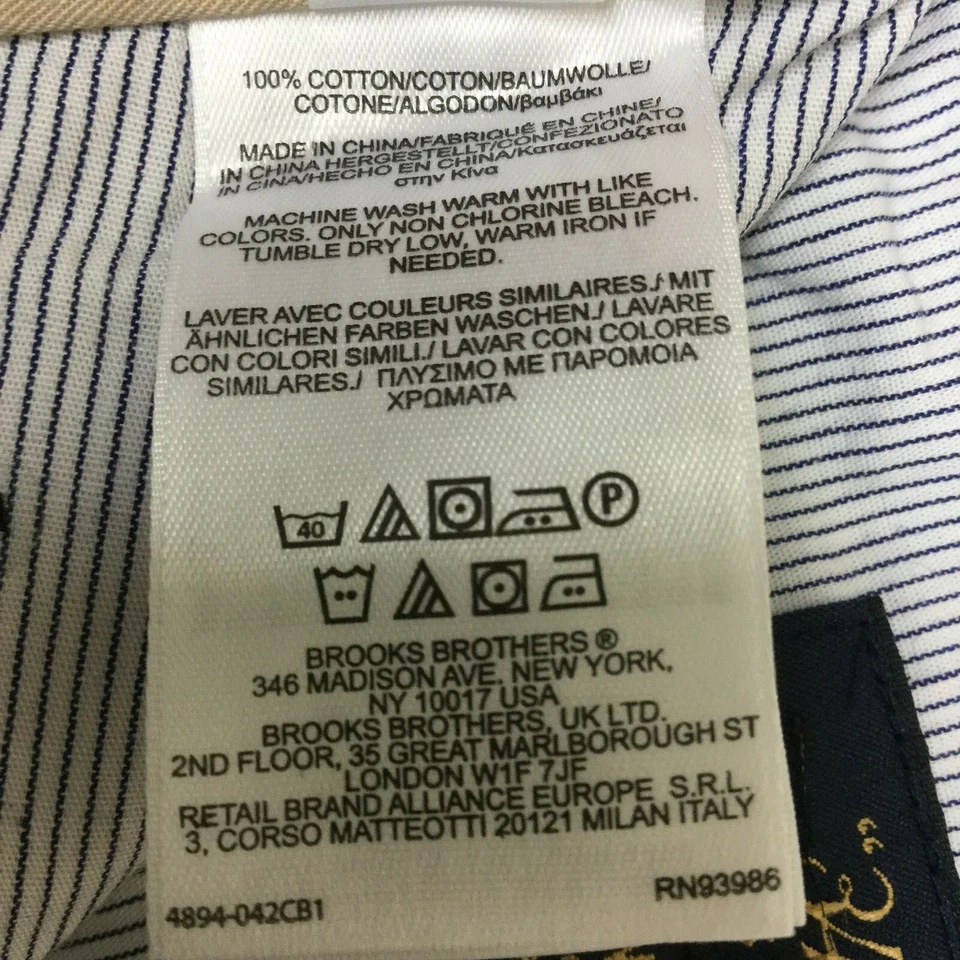 100% COTTON/COTON/BAUMWOLLE/
COTONE/ALGODON/βαμβάκι
MADE IN CHINA/FABRIQUÉ EN CHINE/
IN CHINA HERGESTELLT/CONFEZIONATO
IN CINA/HECHO EN CHINA/Κατασκευάζεται
στην Κίνα
MACHINE WASH WARM WITH LIKE
COLORS. ONLY NON CHLORINE BLEACH.
TUMBLE DRY LOW, WARM IRON IF
NEEDED.
LAVER AVEC COULEURS SIMILAIRES./ MIT
ÄHNLICHEN FARBEN WASCHEN./ LAVARE
CON COLORI SIMILI./ LAVAR CON COLORES
SIMILARES./ ΠΛΥΣΙΜΟ ΜΕ ΠΑΡΟΜΟΙΑ
ΧΡΩΜΑΤΑ
40 P
BROOKS BROTHERS ®
346 MADISON AVE. NEW YORK,
NY 10017 USA
BROOKS BROTHERS, UK LTD.
2ND FLOOR, 35 GREAT MARLBOROUGH ST
LONDON W1F 7JF
RETAIL BRAND ALLIANCE EUROPE S.R.L.
3, CORSO MATTEOTTI 20121 MILAN ITALY
4894-042CB1
RN93986